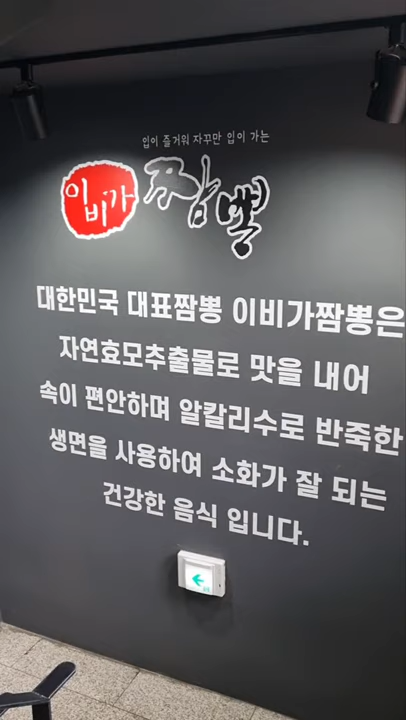 입이 즐거워 자꾸만 입이 가는
이비가 짬뽕
대한민국 대표짬뽕 이비가짬뽕은
자연효모추출물로 맛을 내어
속이 편안하며 알칼리수로 반죽한
생면을 사용하여 소화가 잘 되는
건강한 음식 입니다.